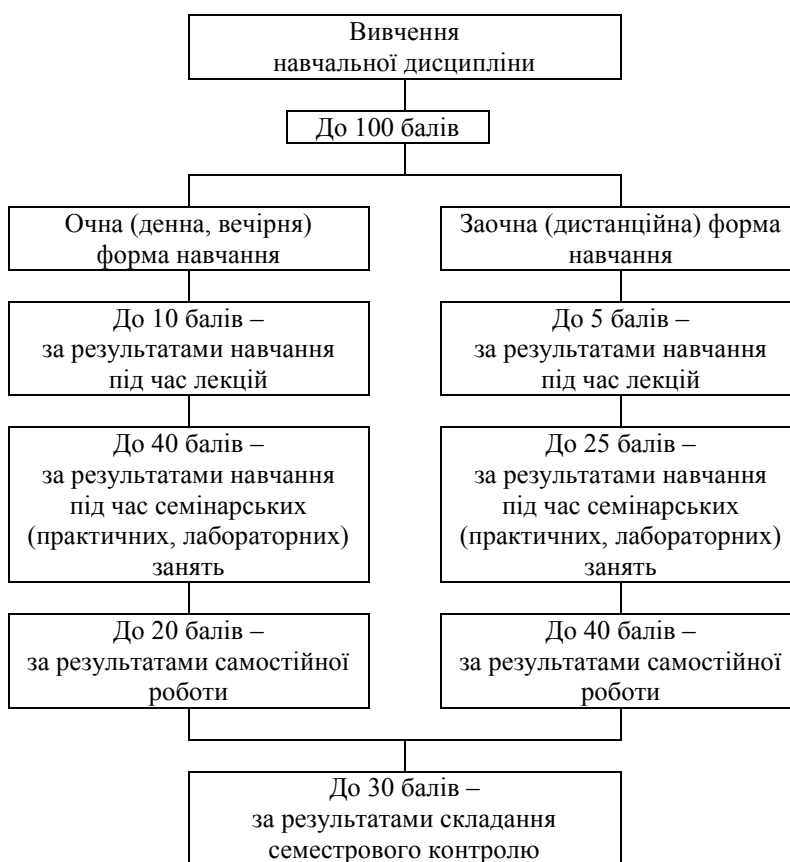 Вивчення
навчальної дисципліни
До 100 балів
Очна (денна, вечірня)
форма навчання
До 10 балів –
за результатами навчання
під час лекцій
До 40 балів –
за результатами навчання
під час семінарських
(практичних, лабораторних)
занять
До 20 балів –
за результатами самостійної
роботи
Заочна (дистанційна) форма
навчання
До 5 балів –
за результатами навчання
під час лекцій
До 25 балів –
за результатами навчання
під час семінарських
(практичних, лабораторних)
занять
До 40 балів –
за результатами самостійної
роботи
До 30 балів –
за результатами складання
семестрового контролю